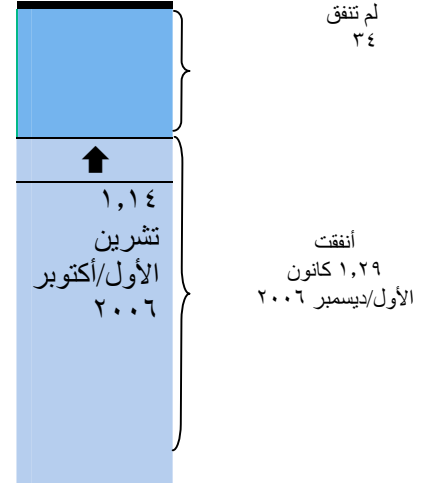 لم تنفق
٣٤
١,١٤
تشرين
الأول/أكتوبر
٢٠٠٦
أنفقت
١,٢٩ كانون
الأول/ديسمبر ٢٠٠٦